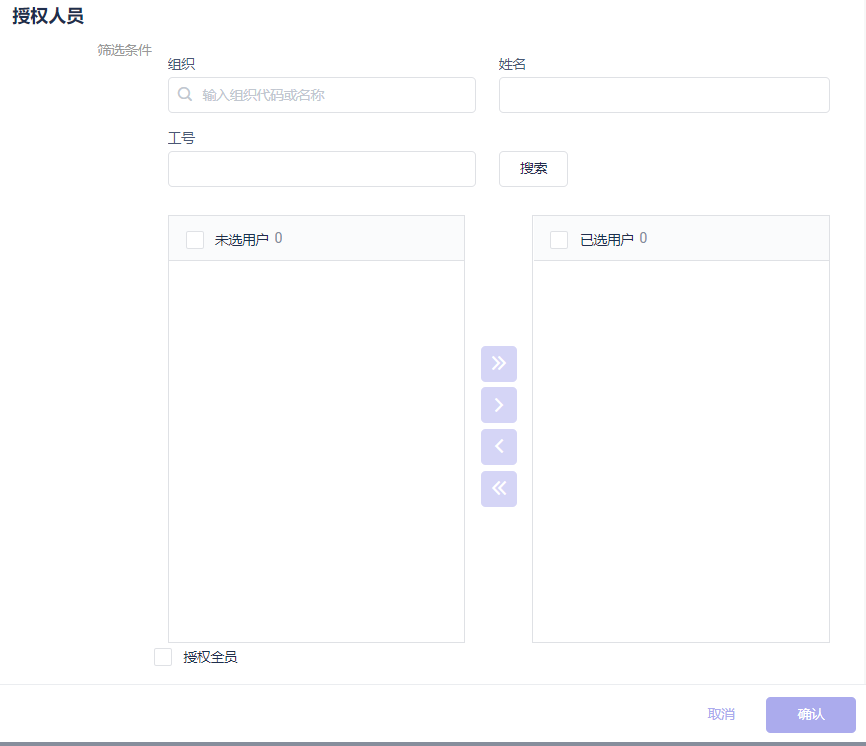 授权人员
筛选条件
组织
姓名
输入组织代码或名称
工号
搜索
未选用户 0
已选用户 0
授权全员
取消
确认